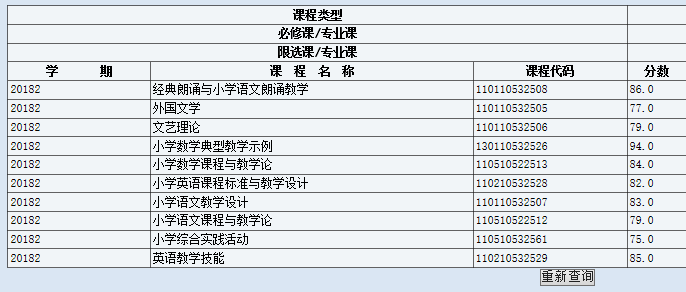 课程类型
必修课/专业课
限选课/专业课
学 期 课 程 名 称 课程代码 分数
20182 经典朗诵与小学语文朗诵教学 110110532508 86.0
20182 外国文学 110110532505 77.0
20182 文艺理论 110110532506 79.0
20182 小学数学典型教学示例 130110532526 94.0
20182 小学数学课程与教学论 110510522513 84.0
20182 小学英语课程标准与教学设计 110210532528 82.0
20182 小学语文教学设计 110110532507 83.0
20182 小学语文课程与教学论 110510522512 79.0
20182 小学综合实践活动 110510532561 75.0
20182 英语教学技能 110210532529 85.0
重新查询